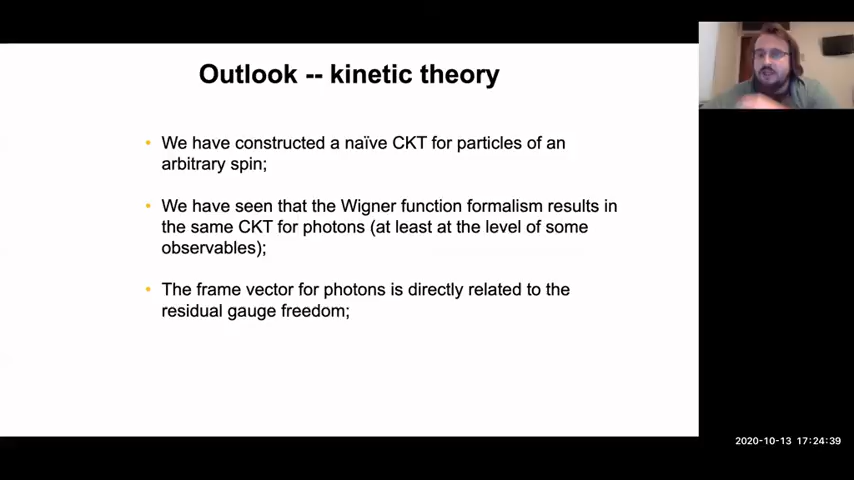 Outlook -- kinetic theory
• We have constructed a naïve CKT for particles of an
arbitrary spin;
• We have seen that the Wigner function formalism results in
the same CKT for photons (at least at the level of some
observables);
• The frame vector for photons is directly related to the
residual gauge freedom;
2020-10-13 17:24:39